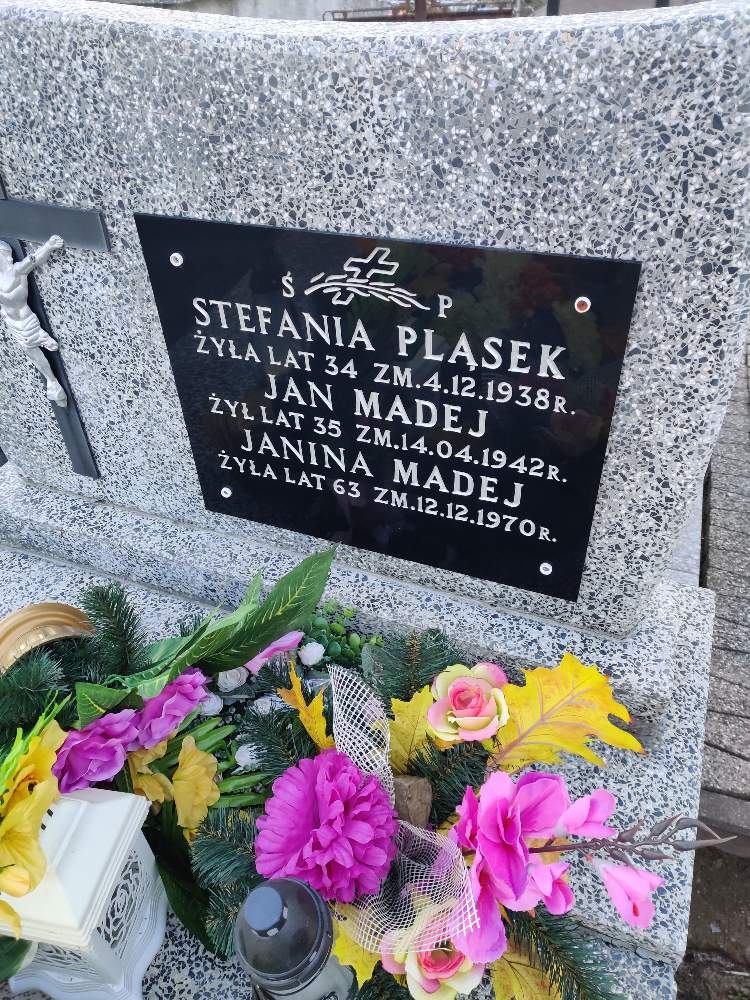 Ś P
STEFANIA PLĄSEK
ŻYŁA LAT 34 ZM.4.12.1938R.
JAN MADEJ
ŻYŁ LAT 35 ZM.14.04.1942R.
JANINA MADEJ
ŻYŁA LAT 63 ZM.12.12.1970R.